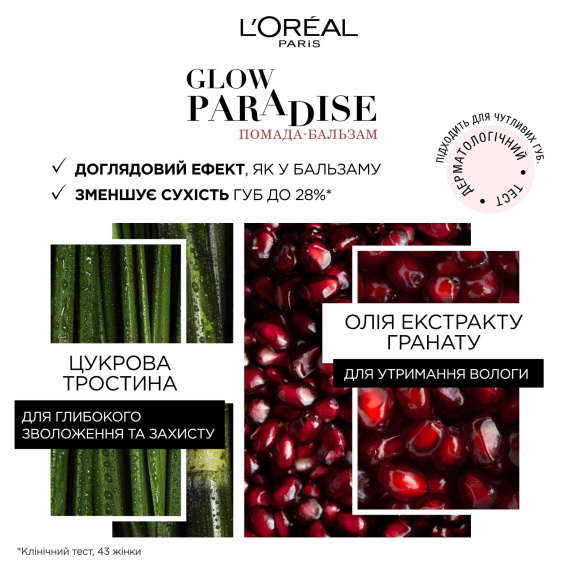 L'ORÉAL
PARIS
GLOW
PARADISE
ПОМАДА-БАЛЬЗАМ
ПІДХОДИТЬ ДЛЯ ЧУТЛИВИХ ГУБ.
ДЕРМАТОЛОГІЧНИЙ • ТЕСТ •
✓ ДОГЛЯДОВИЙ ЕФЕКТ, ЯК У БАЛЬЗАМУ
✓ ЗМЕНШУЄ СУХІСТЬ ГУБ ДО 28%*
ОЛІЯ ЕКСТРАКТУ
ГРАНАТУ
ДЛЯ УТРИМАННЯ ВОЛОГИ
ЦУКРОВА
ТРОСТИНА
ДЛЯ ГЛИБОКОГО
ЗВОЛОЖЕННЯ ТА ЗАХИСТУ
*Клінічний тест, 43 жінки